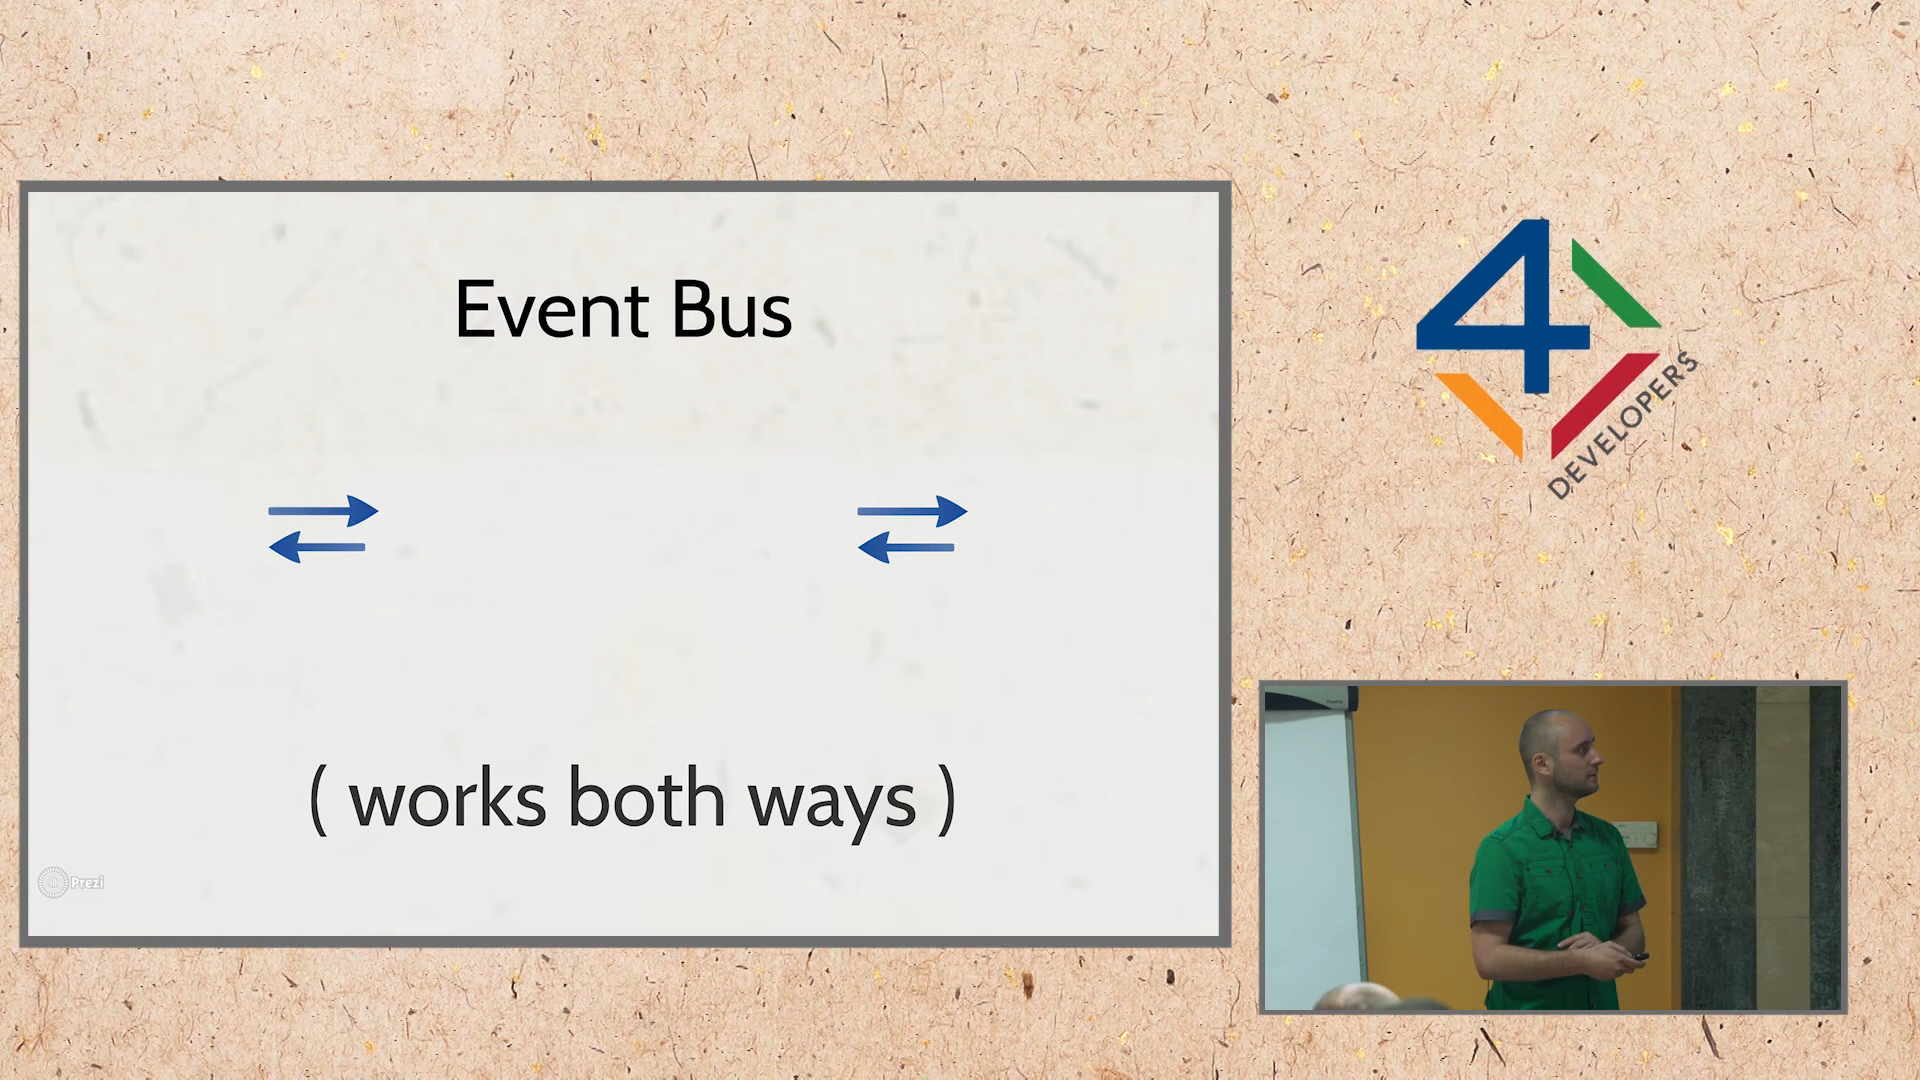 Event Bus
( works both ways )
Prezi
4
DEVELOPERS